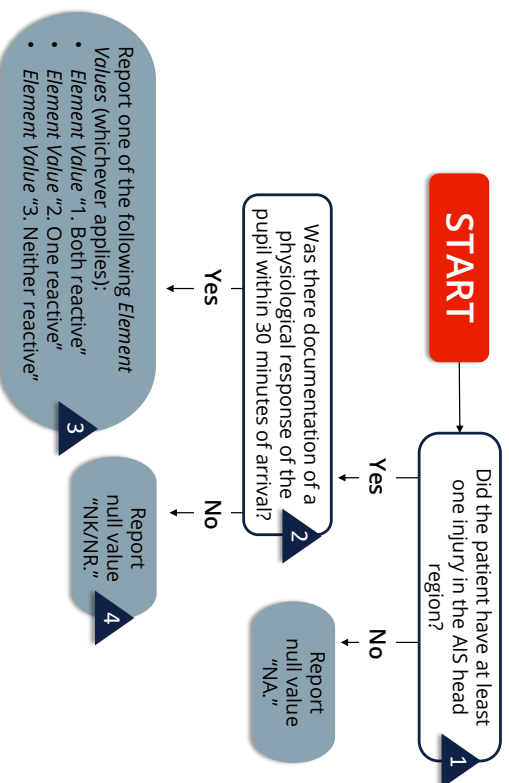 START
Did the patient have at least
one injury in the AIS head
region?
1
Yes
No
Was there documentation of a
physiological response of the
pupil within 30 minutes of arrival?
2
Report
null value
“NA.”
Yes
No
Report one of the following Element
Values (whichever applies):
• Element Value “1. Both reactive”
• Element Value “2. One reactive”
• Element Value “3. Neither reactive”
3
Report
null value
“NK/NR.”
4